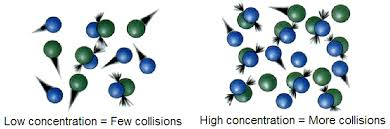 Low concentration = Few collisions
High concentration = More collisions